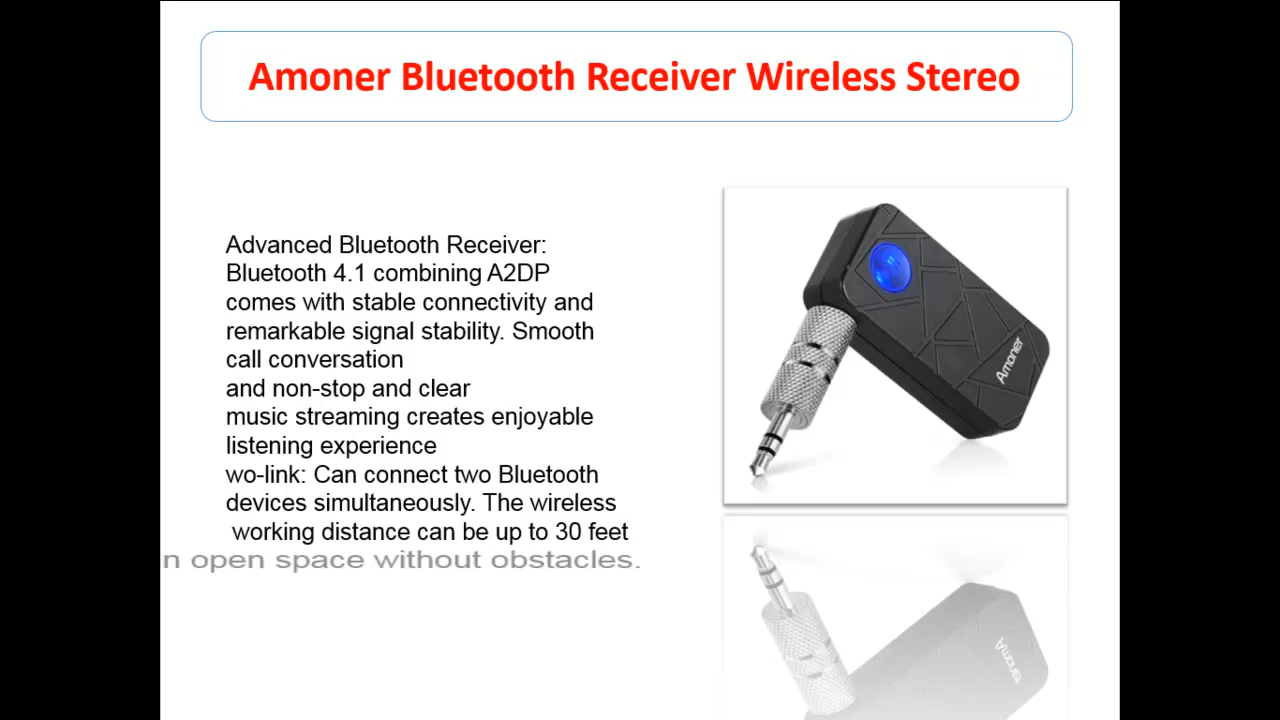 Amoner Bluetooth Receiver Wireless Stereo
Advanced Bluetooth Receiver:
Bluetooth 4.1 combining A2DP
comes with stable connectivity and
remarkable signal stability. Smooth
call conversation
and non-stop and clear
music streaming creates enjoyable
listening experience
wo-link: Can connect two Bluetooth
devices simultaneously. The wireless
working distance can be up to 30 feet
n open space without obstacles.
Amoner
Amoner